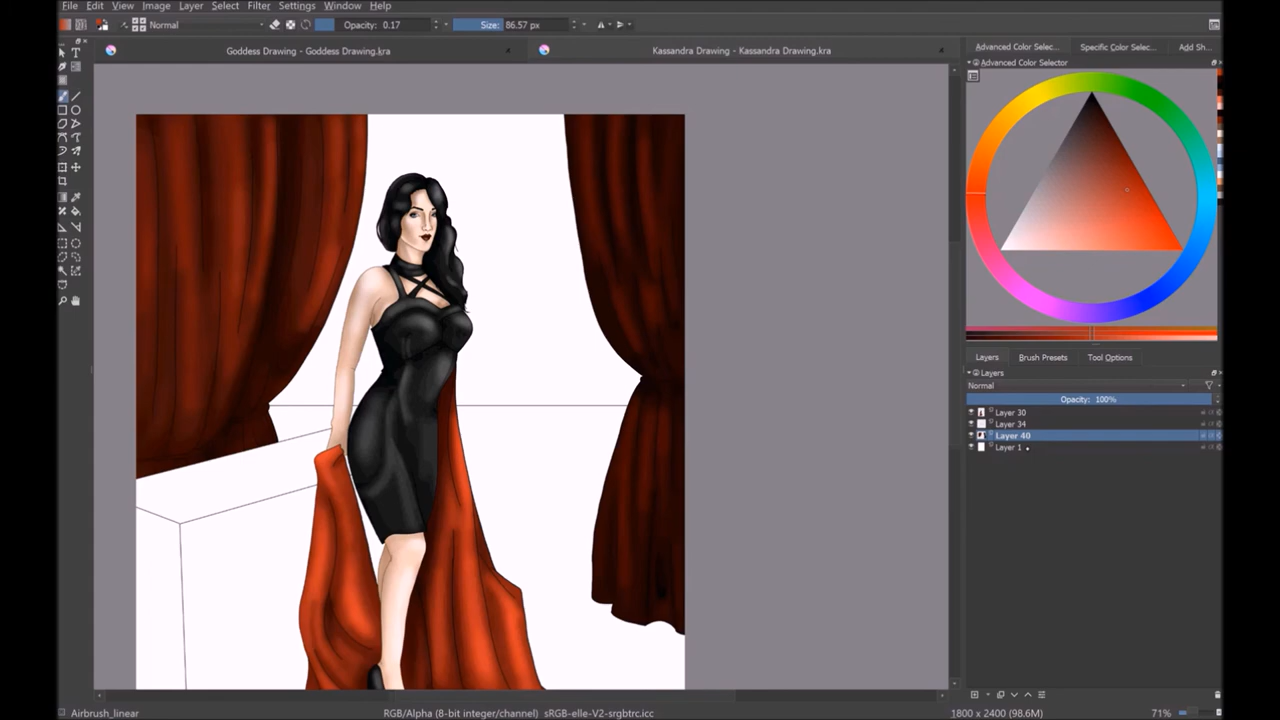 File Edit View Image Layer Select Filter Settings Window Help
Normal Opacity: 0.17 Size: 86.57 px
Goddess Drawing - Goddess Drawing.kra Kassandra Drawing - Kassandra Drawing.kra
Advanced Color Selec... Specific Color Selec... Add Sh...
Advanced Color Selector
Layers Brush Presets Tool Options
Layers
Normal
Opacity: 100%
Layer 30
Layer 34
Layer 40
Layer 1
Airbrush_linear RGB/Alpha (8-bit integer/channel) sRGB-elle-V2-srgbtrc.icc 1800 x 2400 (98.6M) 71%